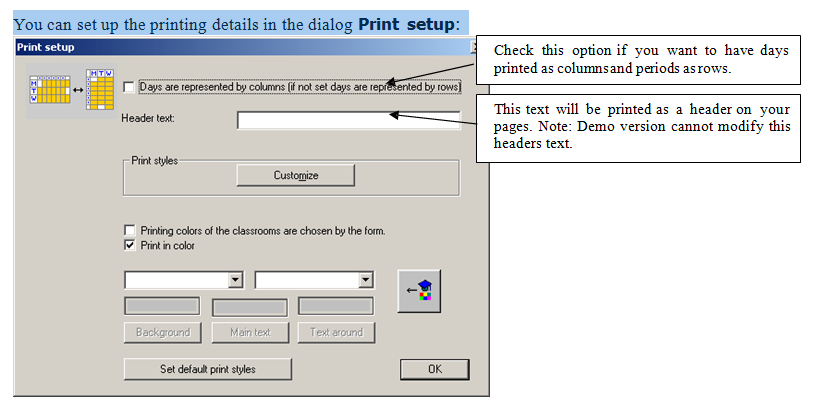 You can set up the printing details in the dialog Print setup:
Print setup
Check this option if you want to have days
printed as columns and periods as rows.
M T W
M
T
W
Days are represented by columns (if not set days are represented by rows)
This text will be printed as a header on your
pages. Note: Demo version cannot modify this
headers text.
Header text:
Print styles
Customize
Printing colors of the classrooms are chosen by the form.
Print in color
Background Main text Text around
Set default print styles OK